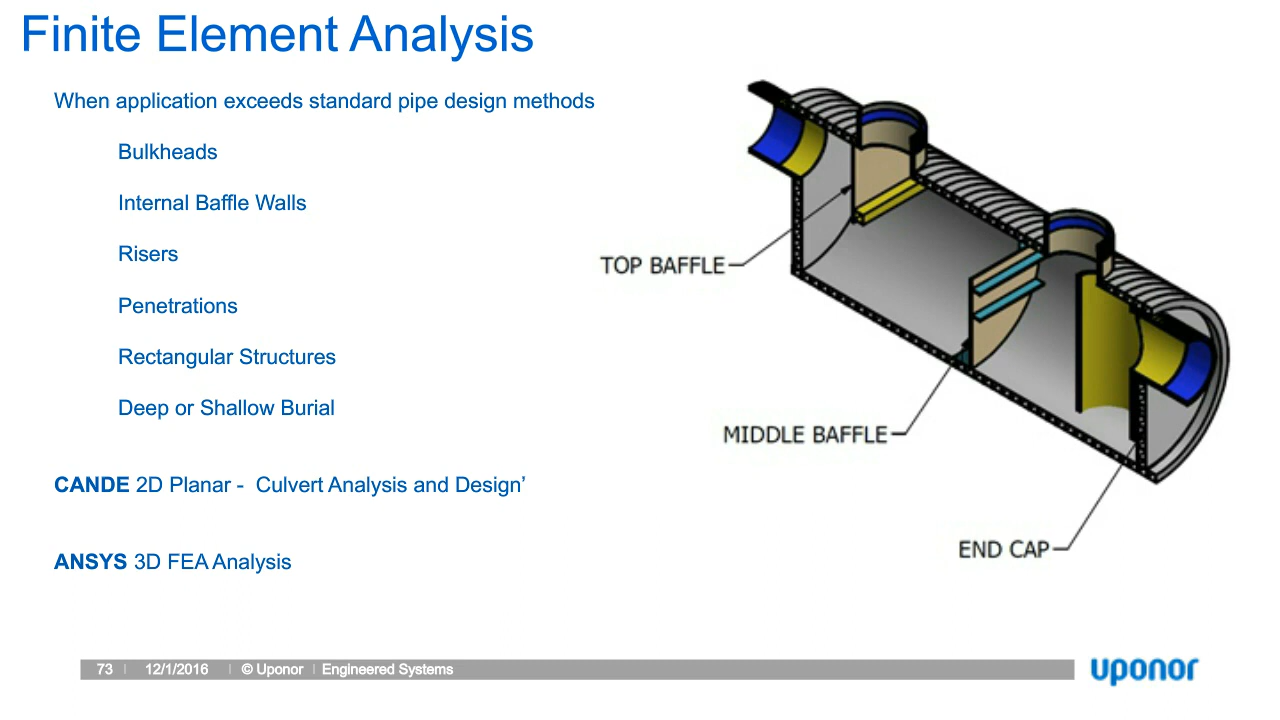 Finite Element Analysis
When application exceeds standard pipe design methods
Bulkheads
Internal Baffle Walls
Risers
Penetrations
Rectangular Structures
Deep or Shallow Burial
CANDE 2D Planar - Culvert Analysis and Design’
ANSYS 3D FEA Analysis
TOP BAFFLE
MIDDLE BAFFLE
END CAP
73 | 12/1/2016 | © Uponor | Engineered Systems
uponor